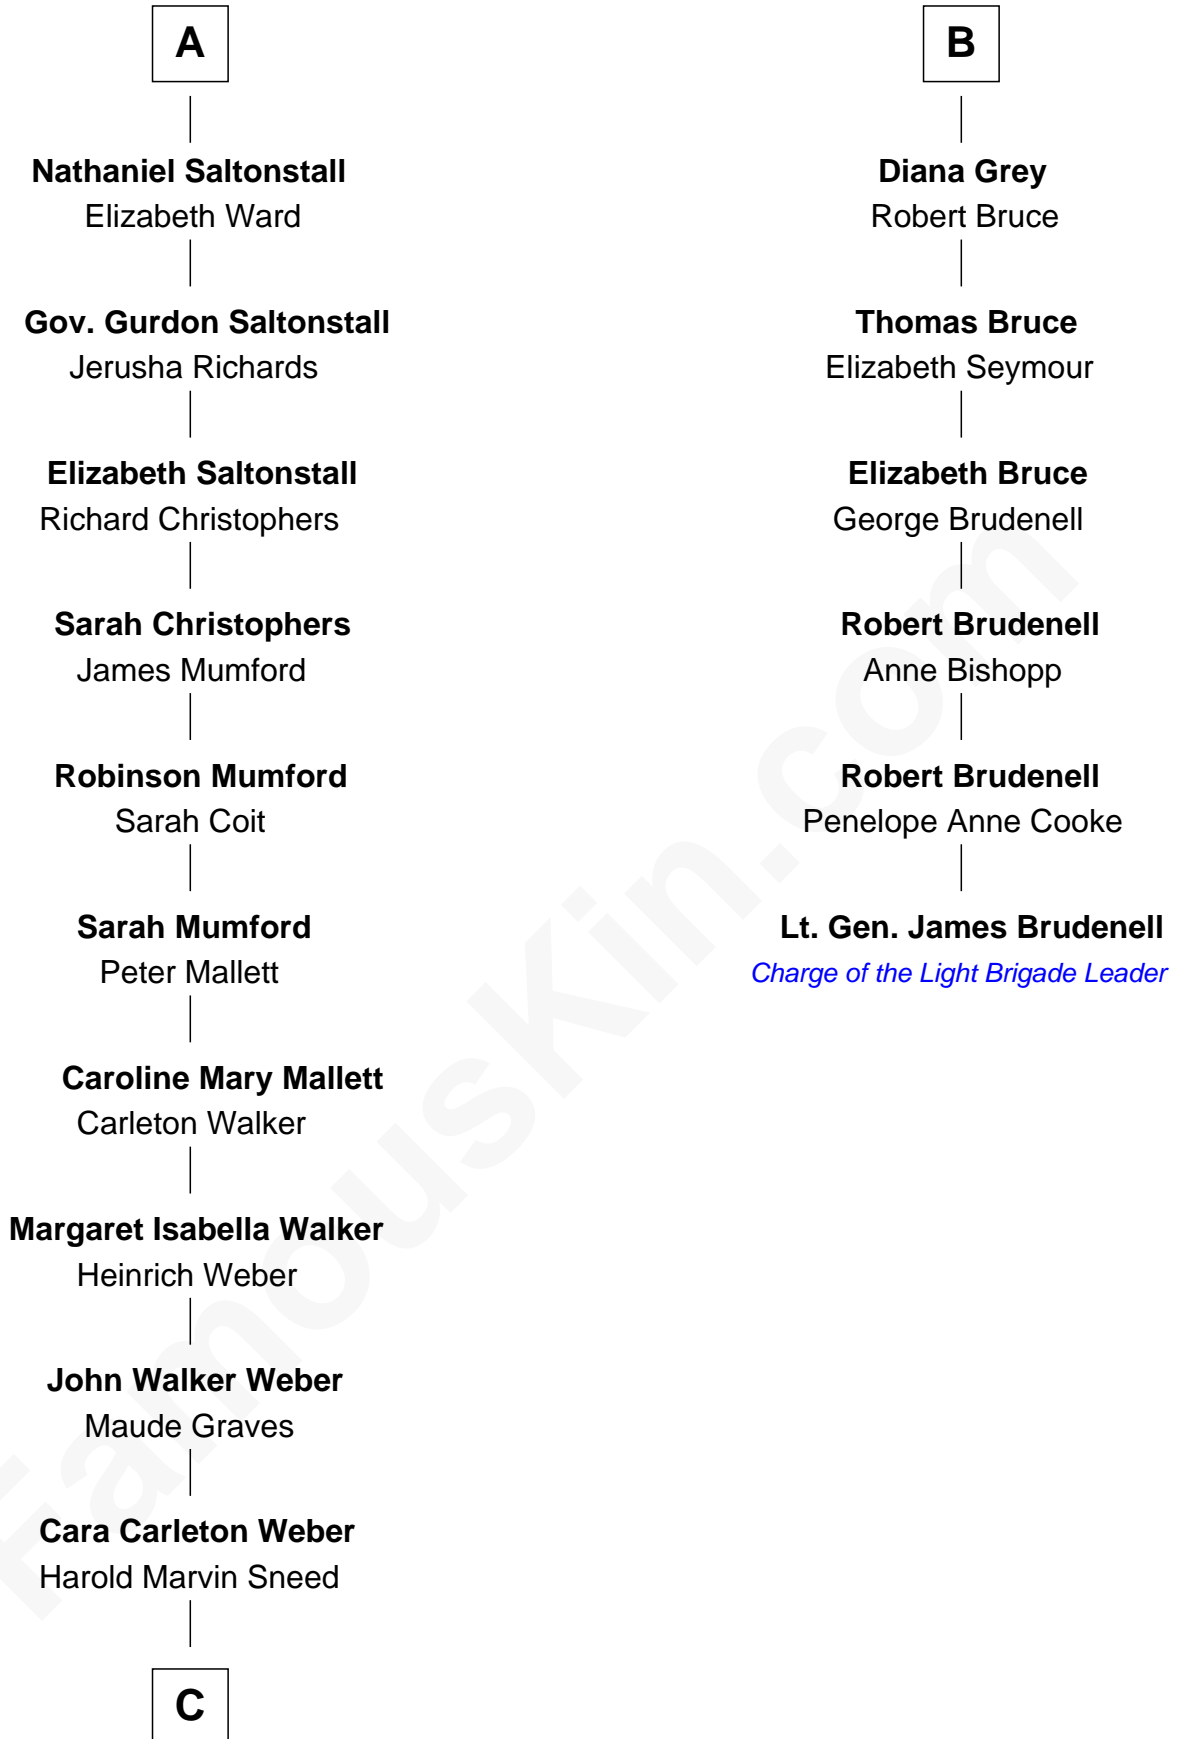 A
Nathaniel Saltonstall
Elizabeth Ward
Gov. Gurdon Saltonstall
Jerusha Richards
Elizabeth Saltonstall
Richard Christophers
Sarah Christophers
James Mumford
Robinson Mumford
Sarah Coit
Sarah Mumford
Peter Mallett
Caroline Mary Mallett
Carleton Walker
Margaret Isabella Walker
Heinrich Weber
John Walker Weber
Maude Graves
Cara Carleton Weber
Harold Marvin Sneed
C
B
Diana Grey
Robert Bruce
Thomas Bruce
Elizabeth Seymour
Elizabeth Bruce
George Brudenell
Robert Brudenell
Anne Bishopp
Robert Brudenell
Penelope Anne Cooke
Lt. Gen. James Brudenell
Charge of the Light Brigade Leader
FamousKin.com